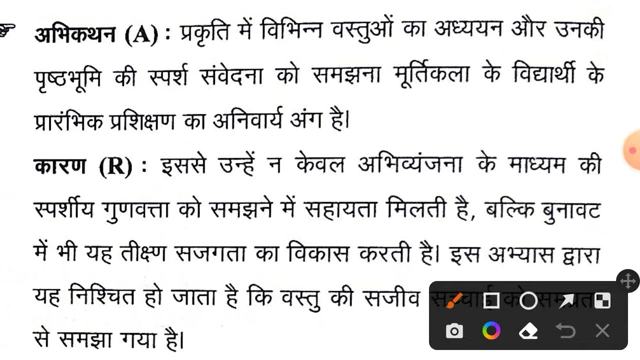 अभिकथन (A) : प्रकृति में विभिन्न वस्तुओं का अध्ययन और उनकी
पृष्ठभूमि की स्पर्श संवेदना को समझना मूर्तिकला के विद्यार्थी के
प्रारंभिक प्रशिक्षण का अनिवार्य अंग है।
कारण (R) : इससे उन्हें न केवल अभिव्यंजना के माध्यम की
स्पर्शीय गुणवत्ता को समझने में सहायता मिलती है, बल्कि बुनावट
में भी यह तीक्ष्ण सजगता का विकास करती है। इस अभ्यास द्वारा
यह निश्चित हो जाता है कि वस्तु की सजीव
से समझा गया है।